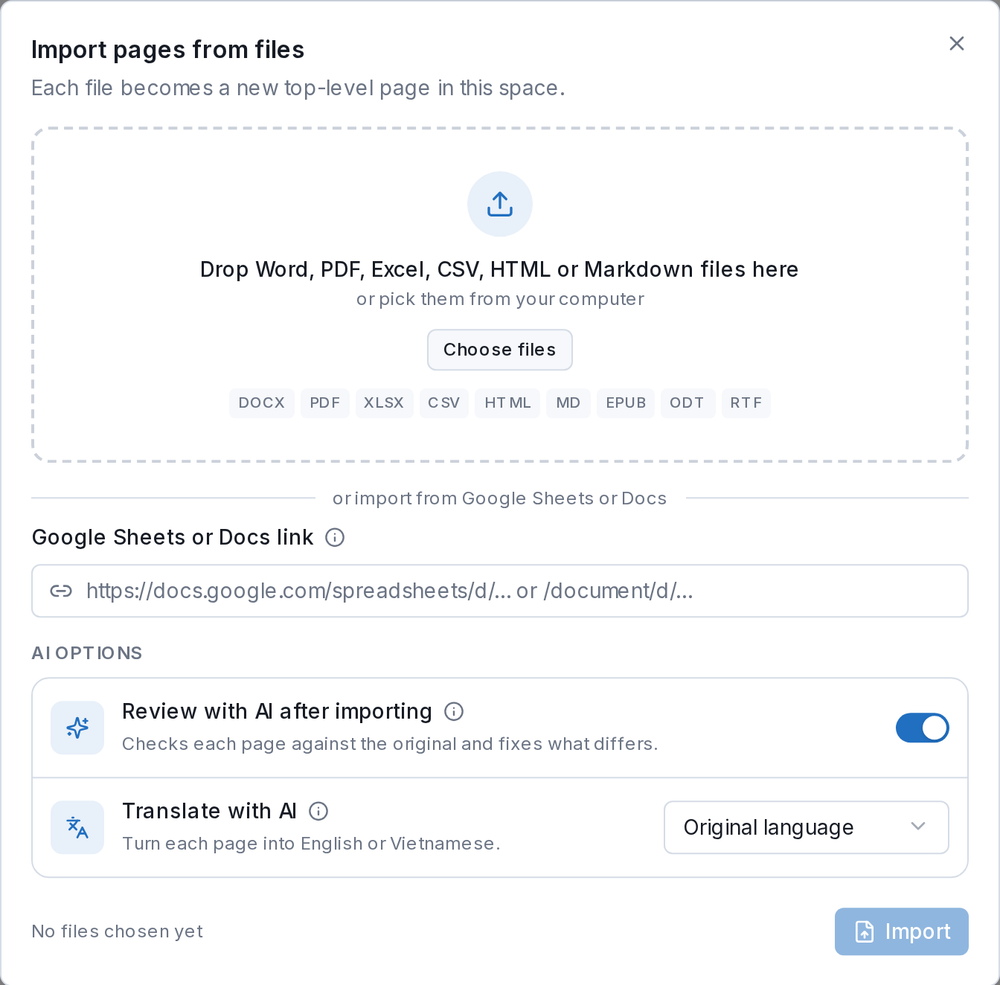 Import pages from files
Each file becomes a new top-level page in this space.
Drop Word, PDF, Excel, CSV, HTML or Markdown files here
or pick them from your computer
Choose files
DOCX PDF XLSX CSV HTML MD EPUB ODT RTF
or import from Google Sheets or Docs
Google Sheets or Docs link
https://docs.google.com/spreadsheets/d/... or /document/d/...
AI OPTIONS
Review with AI after importing
Checks each page against the original and fixes what differs.
Translate with AI
Turn each page into English or Vietnamese.
Original language
No files chosen yet
Import